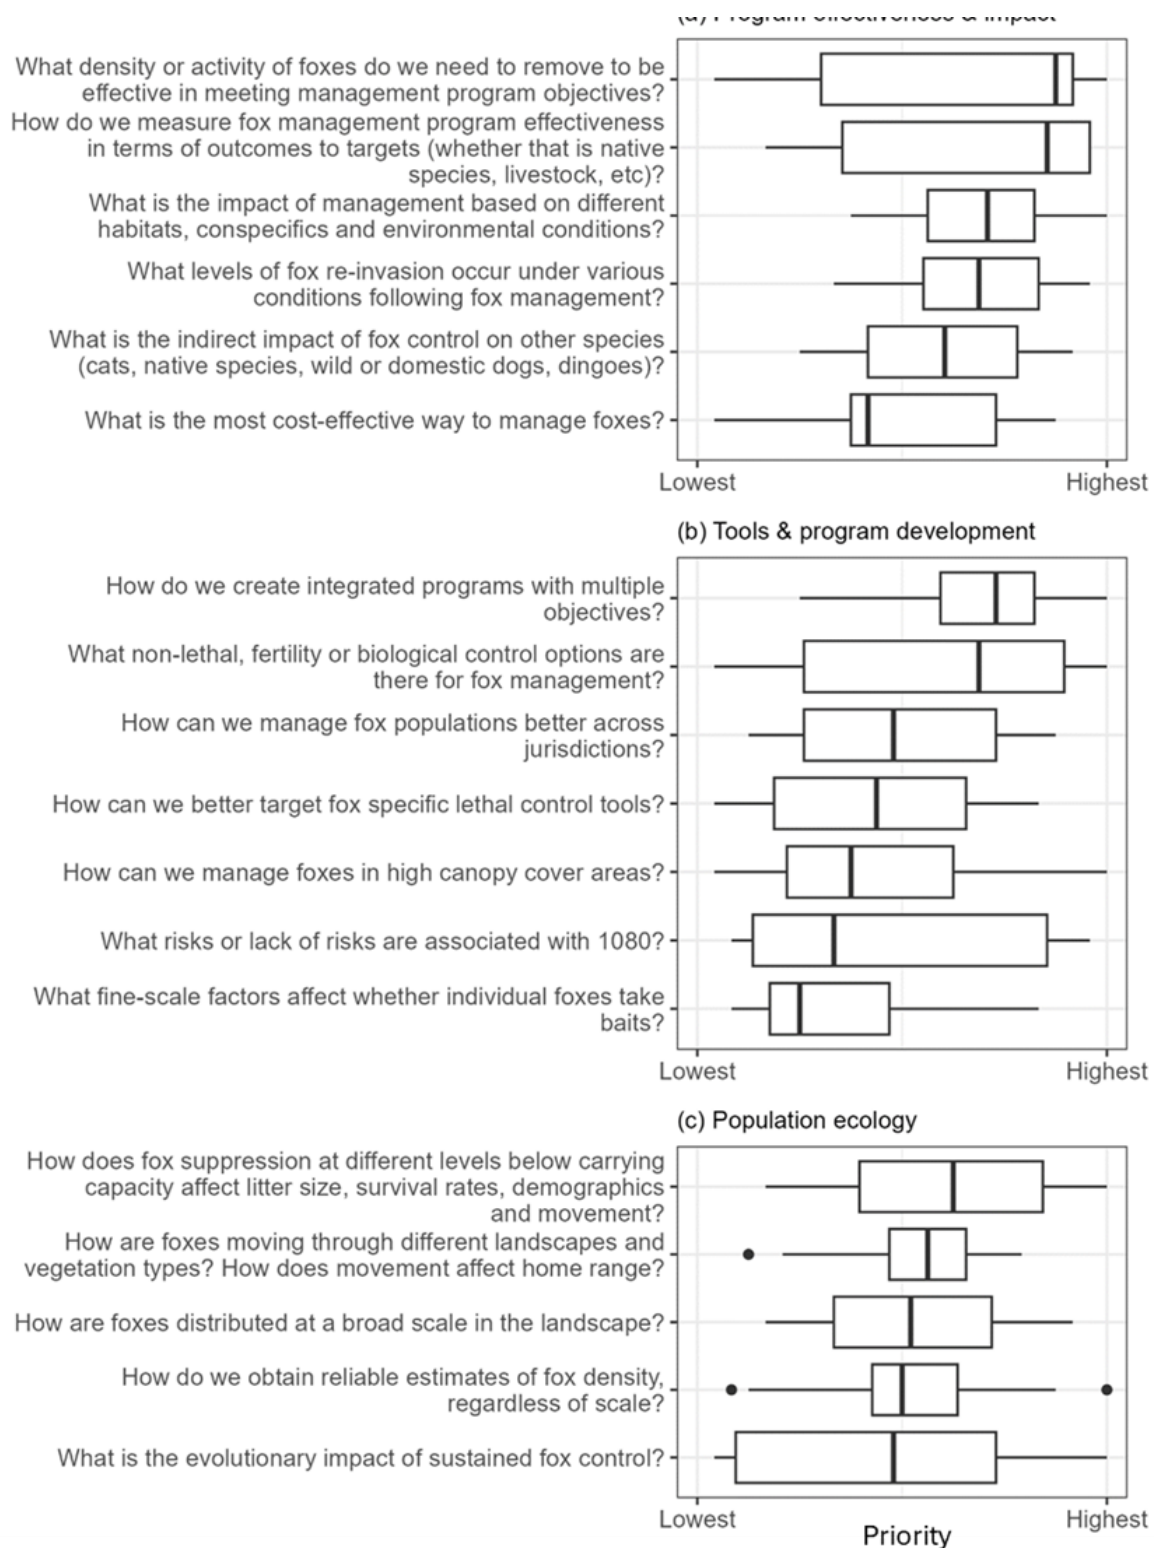 (a) Program effectiveness & impact
What density or activity of foxes do we need to remove to be
effective in meeting management program objectives?
How do we measure fox management program effectiveness
in terms of outcomes to targets (whether that is native
species, livestock, etc)?
What is the impact of management based on different
habitats, conspecifics and environmental conditions?
What levels of fox re-invasion occur under various
conditions following fox management?
What is the indirect impact of fox control on other species
(cats, native species, wild or domestic dogs, dingoes)?
What is the most cost-effective way to manage foxes?
Lowest Highest
(b) Tools & program development
How do we create integrated programs with multiple
objectives?
What non-lethal, fertility or biological control options are
there for fox management?
How can we manage fox populations better across
jurisdictions?
How can we better target fox specific lethal control tools?
How can we manage foxes in high canopy cover areas?
What risks or lack of risks are associated with 1080?
What fine-scale factors affect whether individual foxes take
baits?
Lowest Highest
(c) Population ecology
How does fox suppression at different levels below carrying
capacity affect litter size, survival rates, demographics
and movement?
How are foxes moving through different landscapes and
vegetation types? How does movement affect home range?
How are foxes distributed at a broad scale in the landscape?
How do we obtain reliable estimates of fox density,
regardless of scale?
What is the evolutionary impact of sustained fox control?
Lowest Highest
Priority